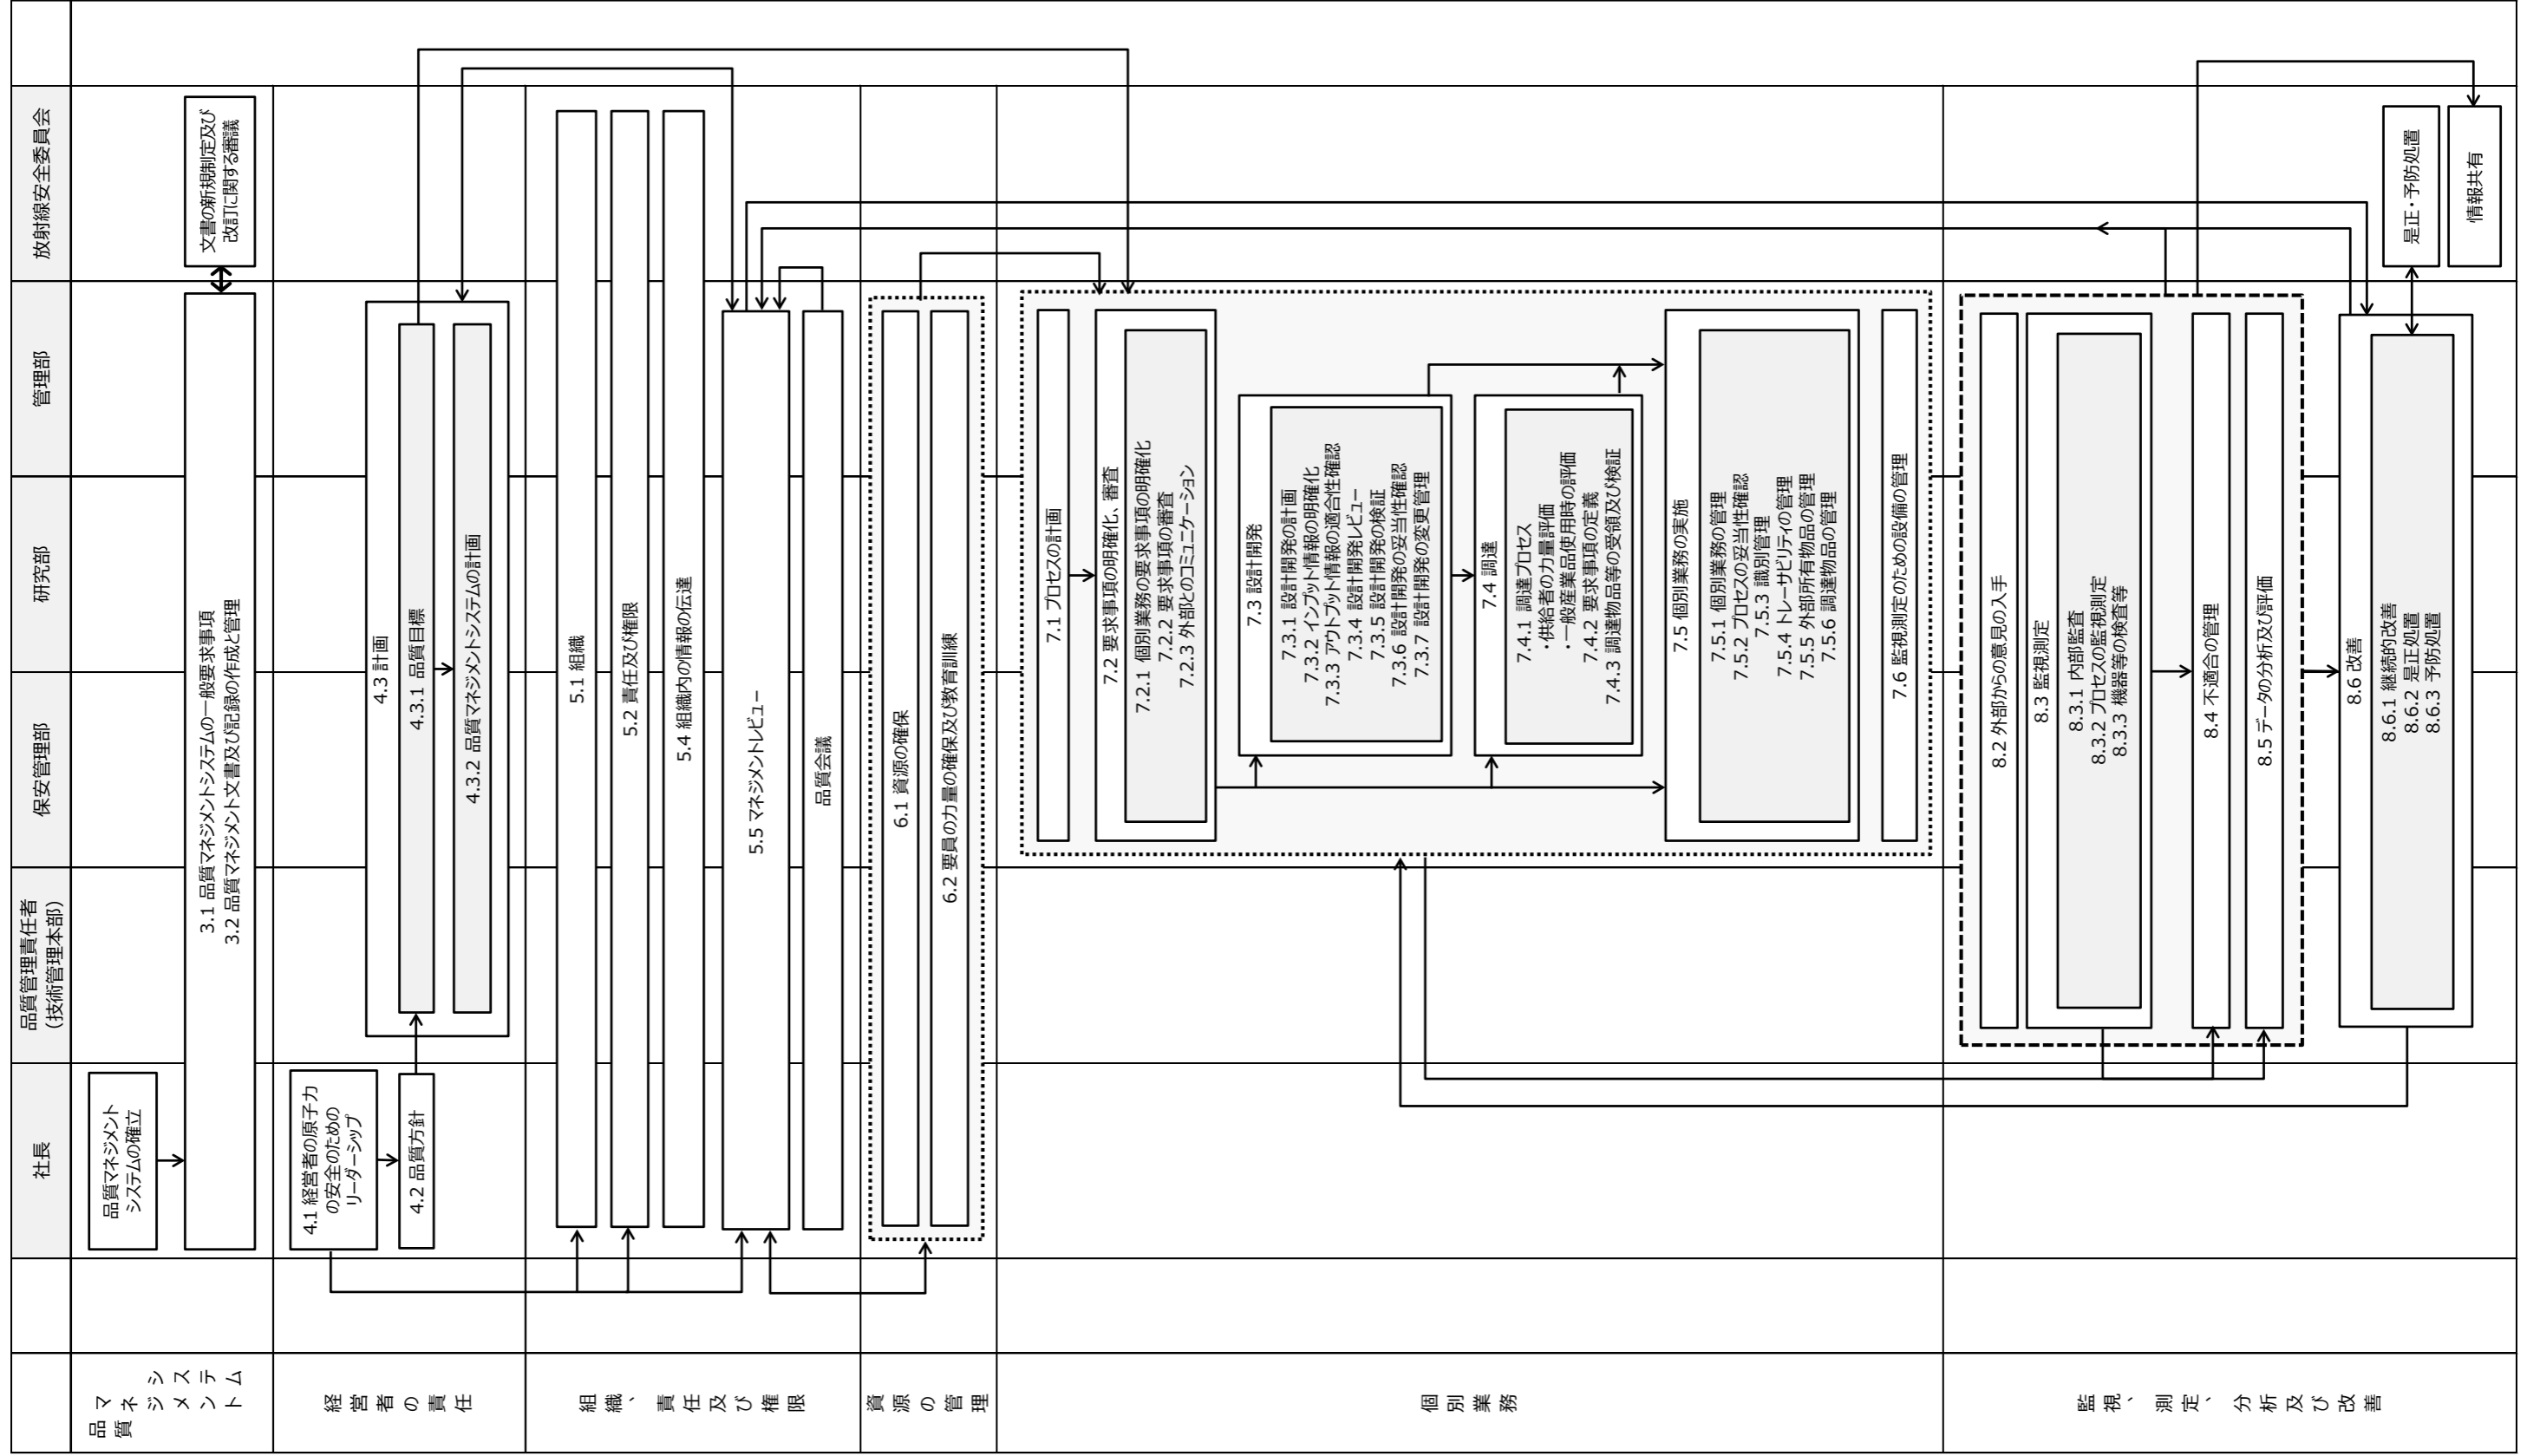 社長
品質管理責任者
（技術管理本部）
保安管理部
研究部
管理部
放射線安全委員会
品質
マネジメント
システム
品質マネジメント
システムの確立
3.1 品質マネジメントシステムの一般要求事項
3.2 品質マネジメント文書及び記録の作成と管理
文書の新規制定及び
改訂に関する審議
経営者の責任
4.1 経営者の原子力
の安全のための
リーダーシップ
4.2 品質方針
4.3 計画
4.3.1 品質目標
4.3.2 品質マネジメントシステムの計画
組織、責任及び権限
5.1 組織
5.2 責任及び権限
5.4 組織内の情報の伝達
5.5 マネジメントレビュー
品質会議
資源の管理
6.1 資源の確保
6.2 要員の力量の確保及び教育訓練
個別業務
7.1 プロセスの計画
7.2 要求事項の明確化、審査
7.2.1 個別業務の要求事項の明確化
7.2.2 要求事項の審査
7.2.3 外部とのコミュニケーション
7.3 設計開発
7.3.1 設計開発の計画
7.3.2 インプット情報の明確化
7.3.3 アウトプット情報の適合性確認
7.3.4 設計開発レビュー
7.3.5 設計開発の検証
7.3.6 設計開発の妥当性確認
7.3.7 設計開発の変更管理
7.4 調達
7.4.1 調達プロセス
・供給者の力量評価
・一般産業品使用時の評価
7.4.2 要求事項の定義
7.4.3 調達物品等の受領及び検証
7.5 個別業務の実施
7.5.1 個別業務の管理
7.5.2 プロセスの妥当性確認
7.5.3 識別管理
7.5.4 トレーサビリティの管理
7.5.5 外部所有物品の管理
7.5.6 調達物品の管理
7.6 監視測定のための設備の管理
監視、測定、分析及び改善
8.2 外部からの意見の入手
8.3 監視測定
8.3.1 内部監査
8.3.2 プロセスの監視測定
8.3.3 機器等の検査等
8.4 不適合の管理
8.5 データの分析及び評価
8.6 改善
8.6.1 継続的改善
8.6.2 是正処置
8.6.3 予防処置
是正・予防処置
情報共有